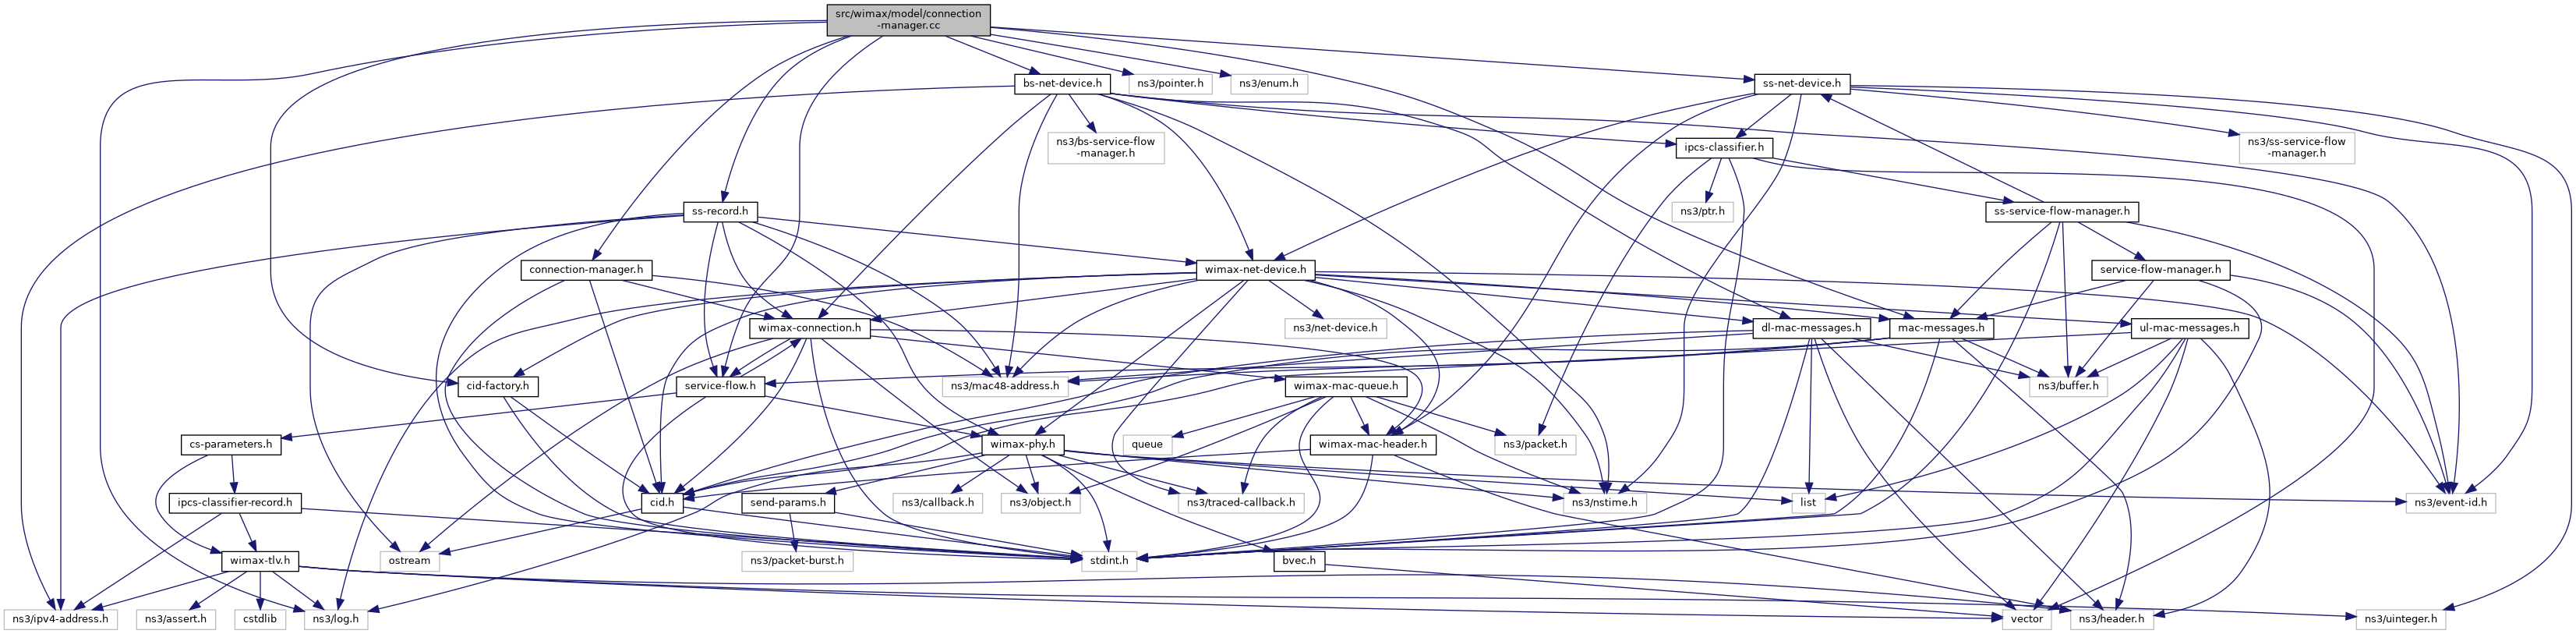 src/wimax/model/connection
-manager.cc
bs-net-device.h
ns3/pointer.h
ns3/enum.h
ss-net-device.h
ns3/bs-service-flow
-manager.h
ipcs-classifier.h
ns3/ss-service-flow
-manager.h
ss-record.h
ns3/ptr.h
ss-service-flow-manager.h
connection-manager.h
wimax-net-device.h
service-flow-manager.h
wimax-connection.h
ns3/net-device.h
dl-mac-messages.h
mac-messages.h
ul-mac-messages.h
cid-factory.h
service-flow.h
ns3/mac48-address.h
wimax-mac-queue.h
ns3/buffer.h
cs-parameters.h
wimax-phy.h
queue
wimax-mac-header.h
ns3/packet.h
ipcs-classifier-record.h
cid.h
send-params.h
ns3/callback.h
ns3/object.h
ns3/traced-callback.h
ns3/nstime.h
list
ns3/event-id.h
wimax-tlv.h
ostream
ns3/packet-burst.h
stdint.h
bvec.h
ns3/ipv4-address.h
ns3/assert.h
cstdlib
ns3/log.h
vector
ns3/header.h
ns3/uinteger.h